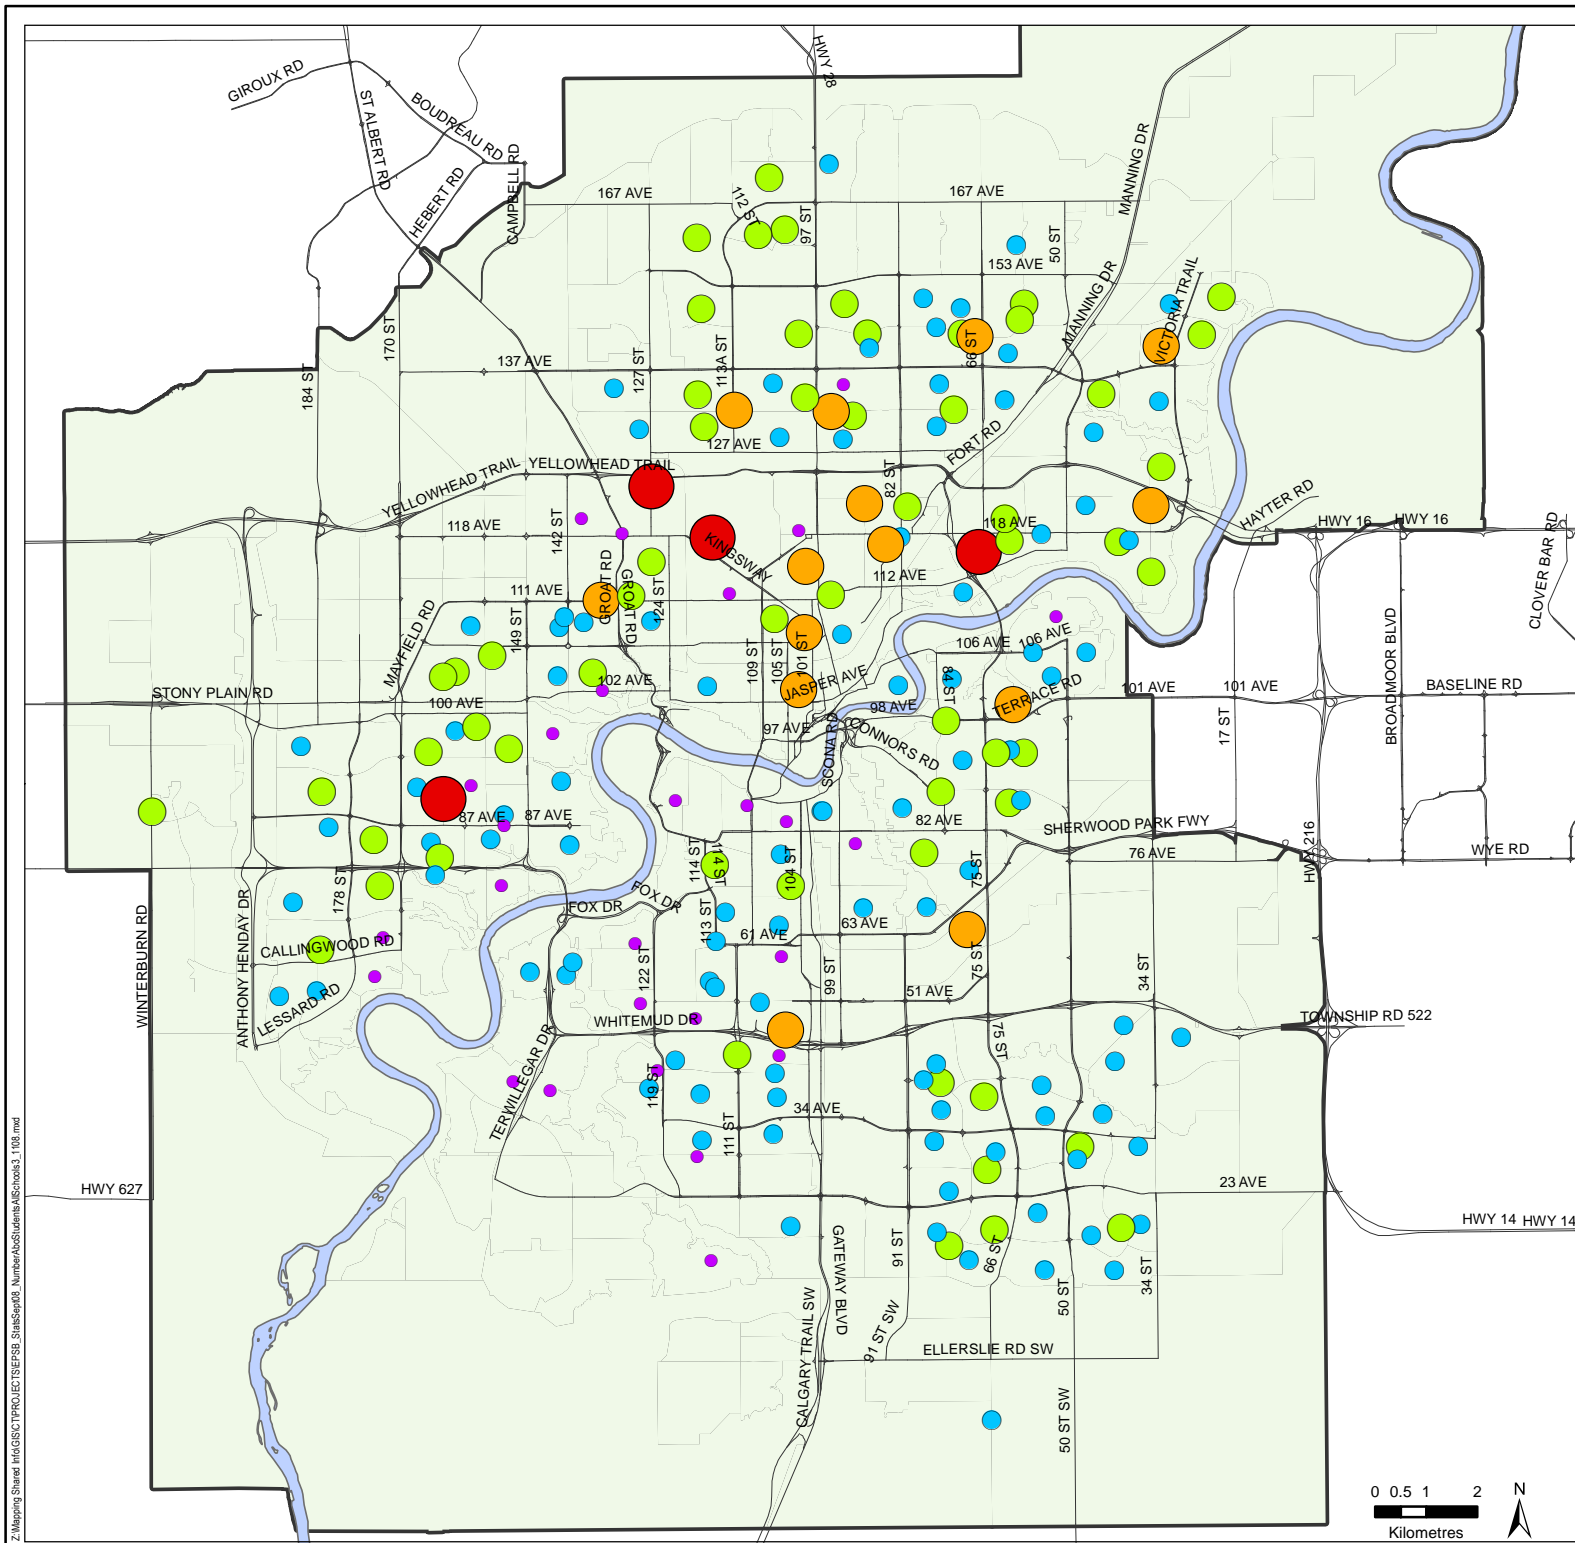 GIROUX RD
ST ALBERT RD
BOUDREAU RD
HEBERT RD
CAMPBELL RD
HWY 28
MANNING DR
167 AVE
112 ST
97 ST
167 AVE
50 ST
153 AVE
MANNING DR
VICTORIA TRAIL
170 ST
184 ST
137 AVE
127 ST
113A ST
66 ST
127 AVE
FORT RD
YELLOWHEAD TRAIL
YELLOWHEAD TRAIL
82 ST
HAYTER RD
118 AVE
142 ST
KINGSWAY
118 AVE
HWY 16
HWY 16
CLOVER BAR RD
112 AVE
111 AVE
GROAT RD
GROAT RD
124 ST
MAYFIELD RD
149 ST
109 ST
105 ST
101 ST
106 AVE
106 AVE
84 ST
BROADMOOR BLVD
STONY PLAIN RD
102 AVE
100 AVE
JASPER AVE
98 AVE
TERRACE RD
101 AVE
101 AVE
BASELINE RD
17 ST
97 AVE
SCONA RD
CONNORS RD
87 AVE
87 AVE
82 AVE
SHERWOOD PARK FWY
HWY 216
WYE RD
76 AVE
114 ST
114 ST
104 ST
75 ST
WINTERBURN RD
ANTHONY HENDAY DR
178 ST
FOX DR
FOX DR
113 ST
63 AVE
61 AVE
CALLINGWOOD RD
122 ST
99 ST
75 ST
34 ST
LESSARD RD
51 AVE
WHITEMUD DR
TOWNSHIP RD 522
75 ST
TERWILLEGAR DR
119 ST
34 AVE
111 ST
HWY 627
23 AVE
HWY 14
HWY 14
GATEWAY BLVD
91 ST
66 ST
50 ST
34 ST
91 ST SW
ELLERSLIE RD SW
CALGARY TRAIL SW
50 ST SW
0 0.5 1 2
Kilometres
N
Z:\Mapping Shared Info\GIS\CT\PROJECTS\EPSB_StatsSept08_NumberAboStudentsAllSchools3_1108.mxd